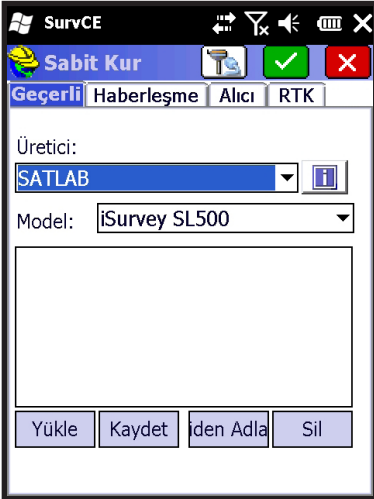 SurvCE
Sabit Kur
Geçerli Haberleşme Alıcı RTK
Üretici:
SATLAB
Model: iSurvey SL500
Yükle Kaydet iden Adla Sil